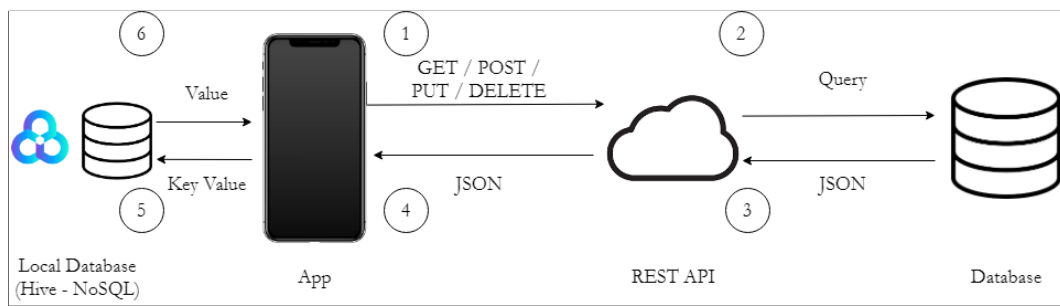 6
1
2
GET / POST /
PUT / DELETE
Value
Query
Key Value
JSON
JSON
5
4
3
Local Database
(Hive - NoSQL)
App
REST API
Database